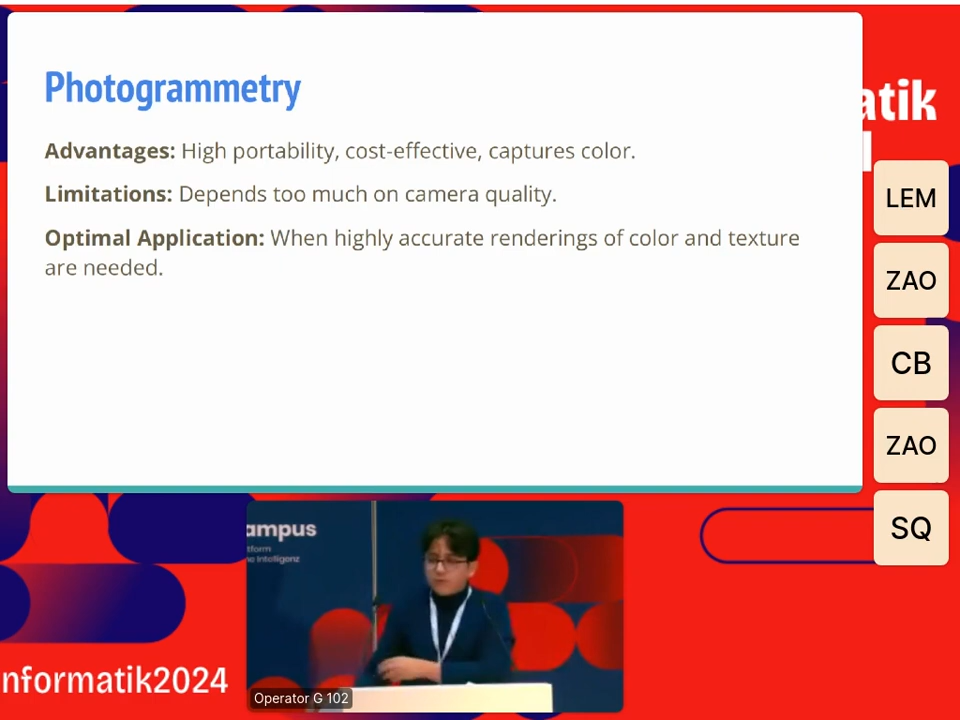 Photogrammetry
Advantages: High portability, cost-effective, captures color.
Limitations: Depends too much on camera quality.
Optimal Application: When highly accurate renderings of color and texture
are needed.
atik
LEM
ZAO
CB
ZAO
SQ
ampus
tform
he Intelligenz
Operator G 102
nformatik2024